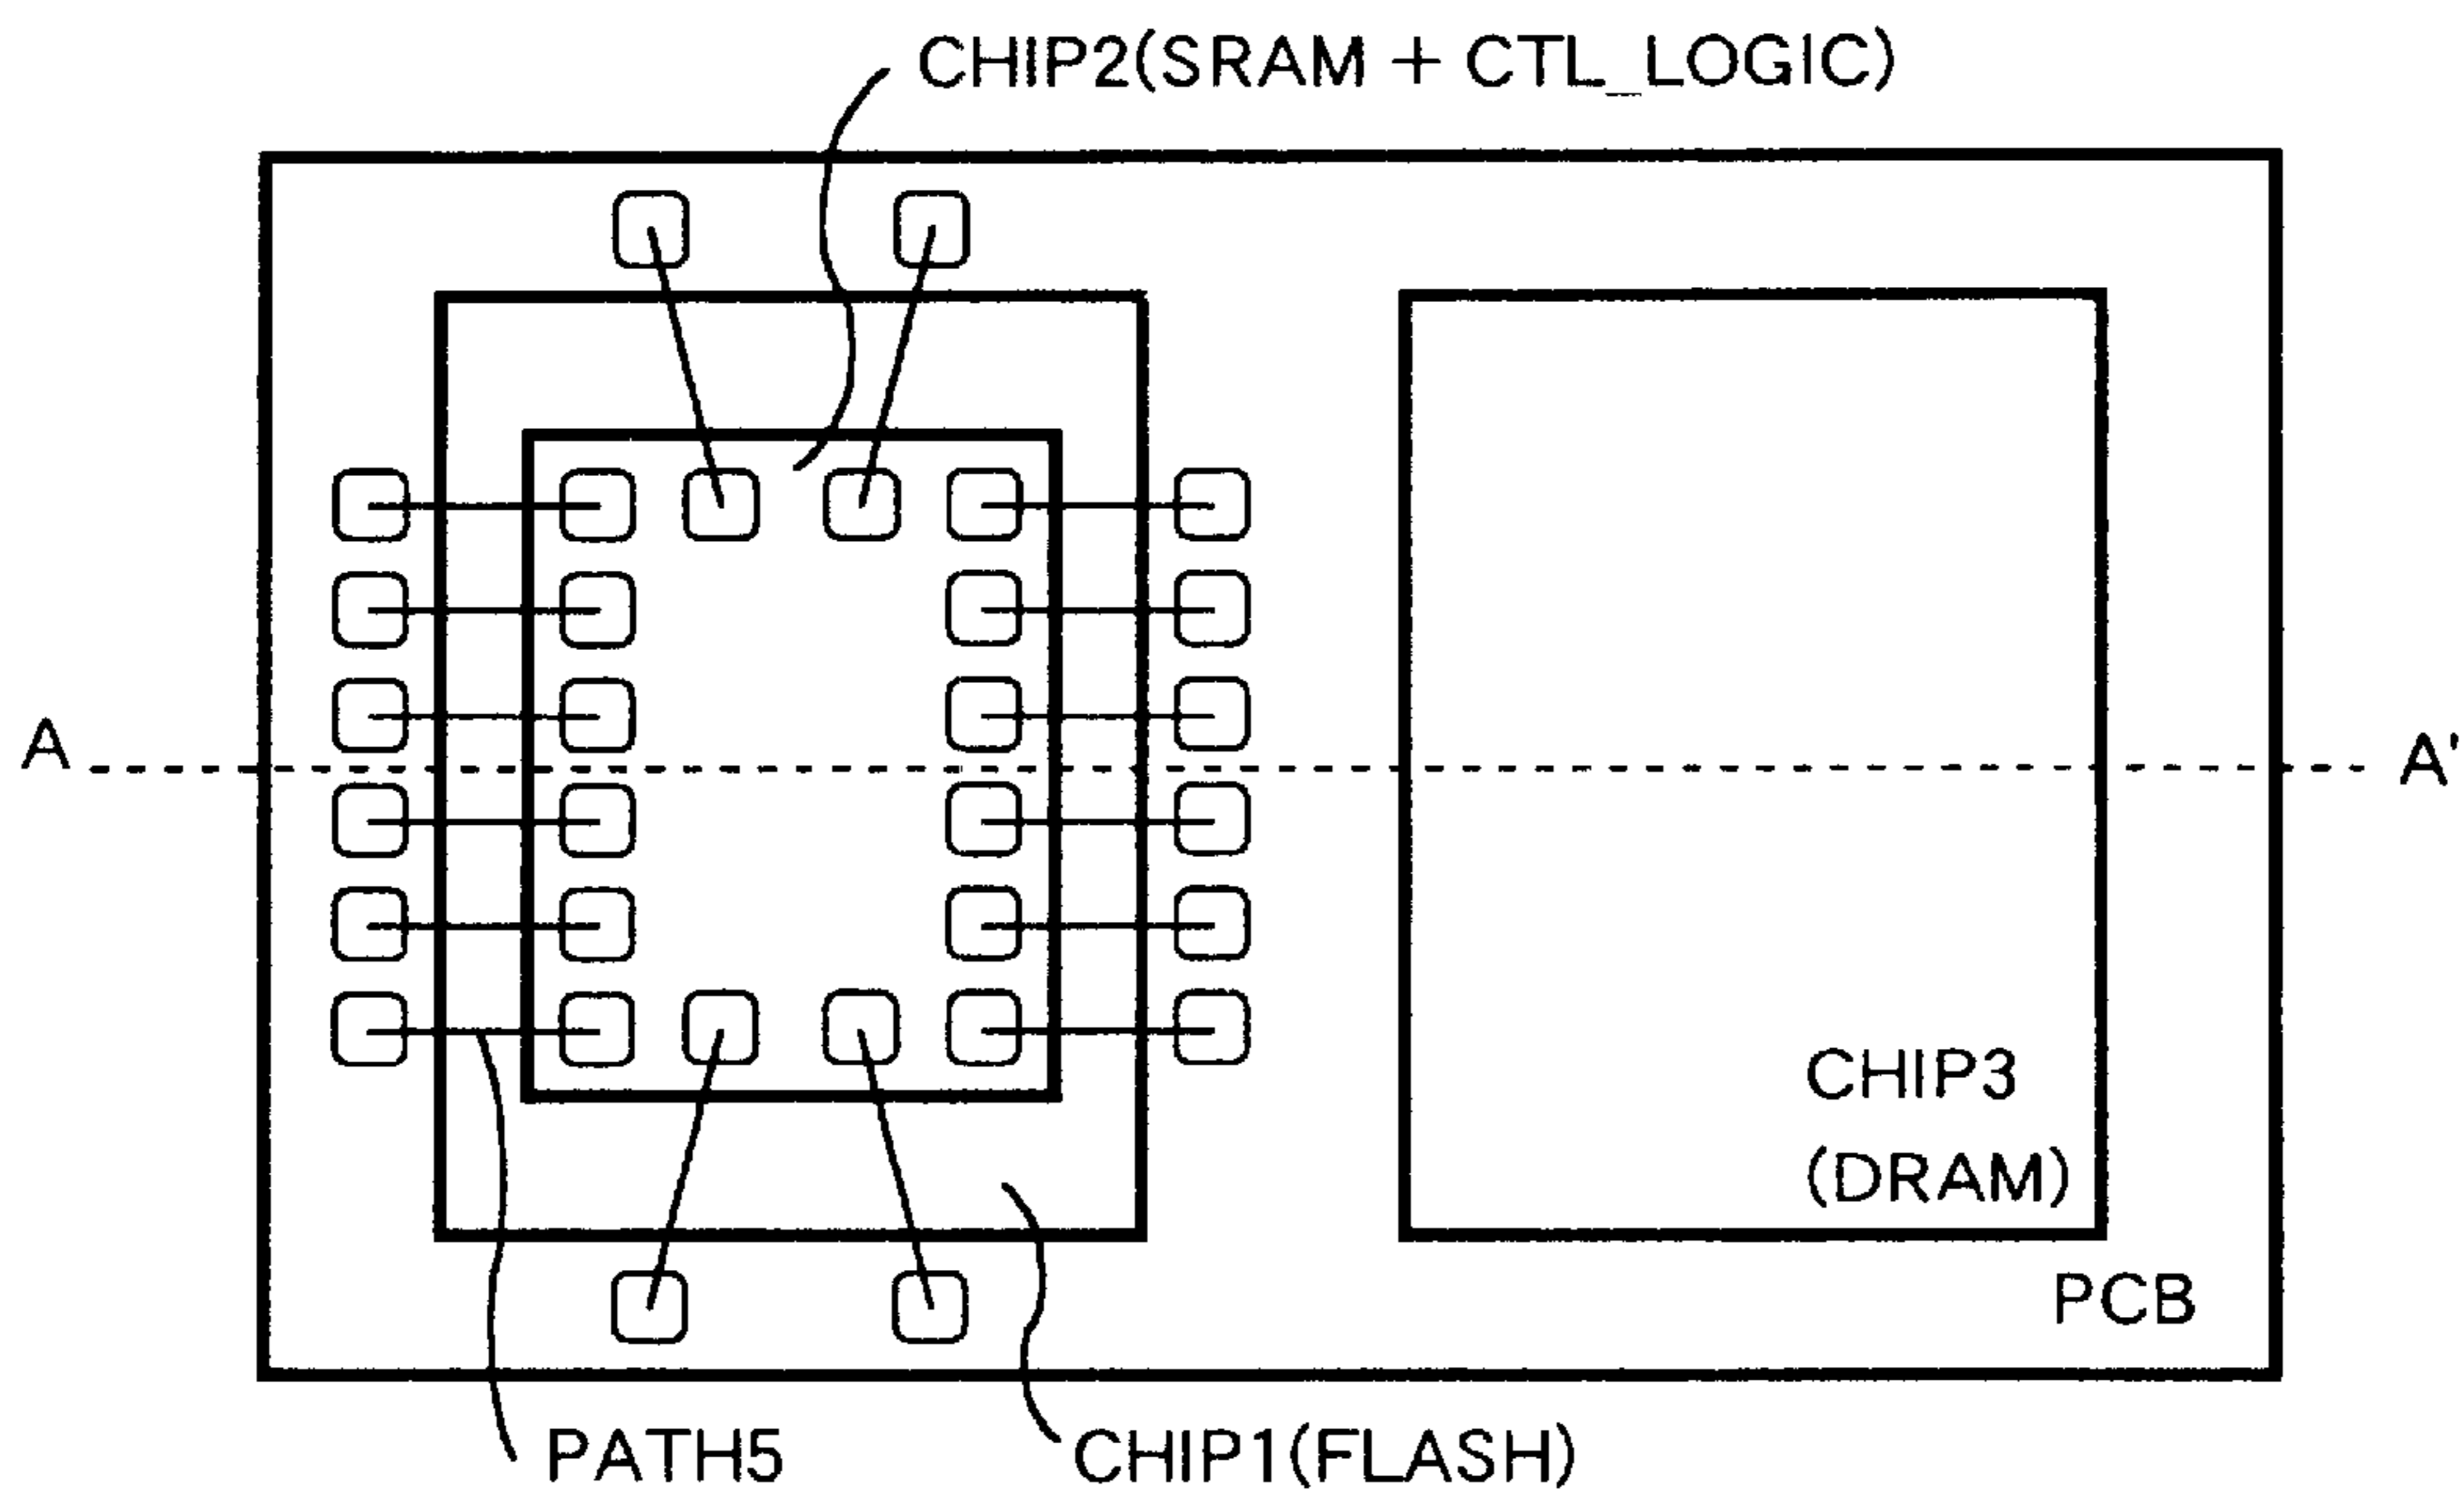 CHIP2(SRAM + CTL_LOGIC)
A
A'
CHIP3
(DRAM)
PCB
PATH5
CHIP1(FLASH)